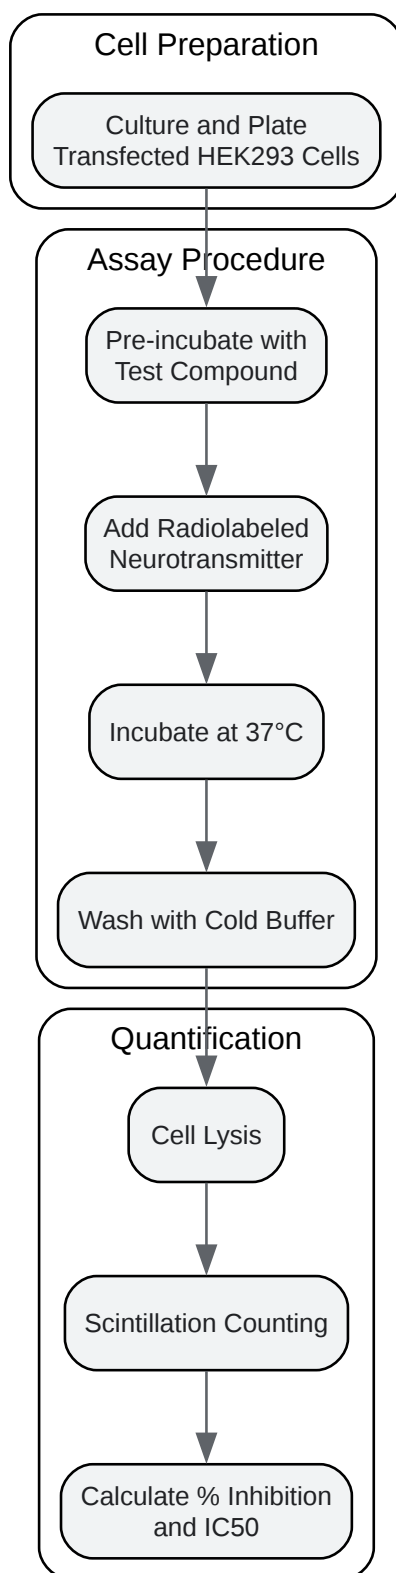 Cell Preparation
Culture and Plate
Transfected HEK293 Cells
Assay Procedure
Pre-incubate with
Test Compound
Add Radiolabeled
Neurotransmitter
Incubate at 37°C
Wash with Cold Buffer
Quantification
Cell Lysis
Scintillation Counting
Calculate % Inhibition
and IC50